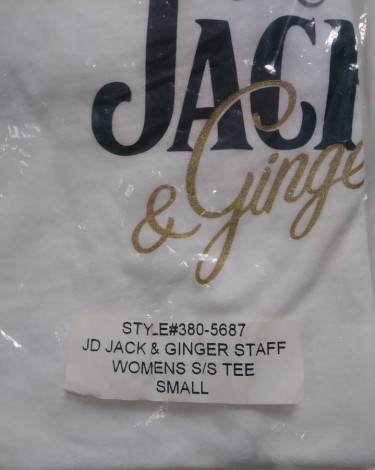 JACK
& Ginger
STYLE#380-5687
JD JACK & GINGER STAFF
WOMENS S/S TEE
SMALL